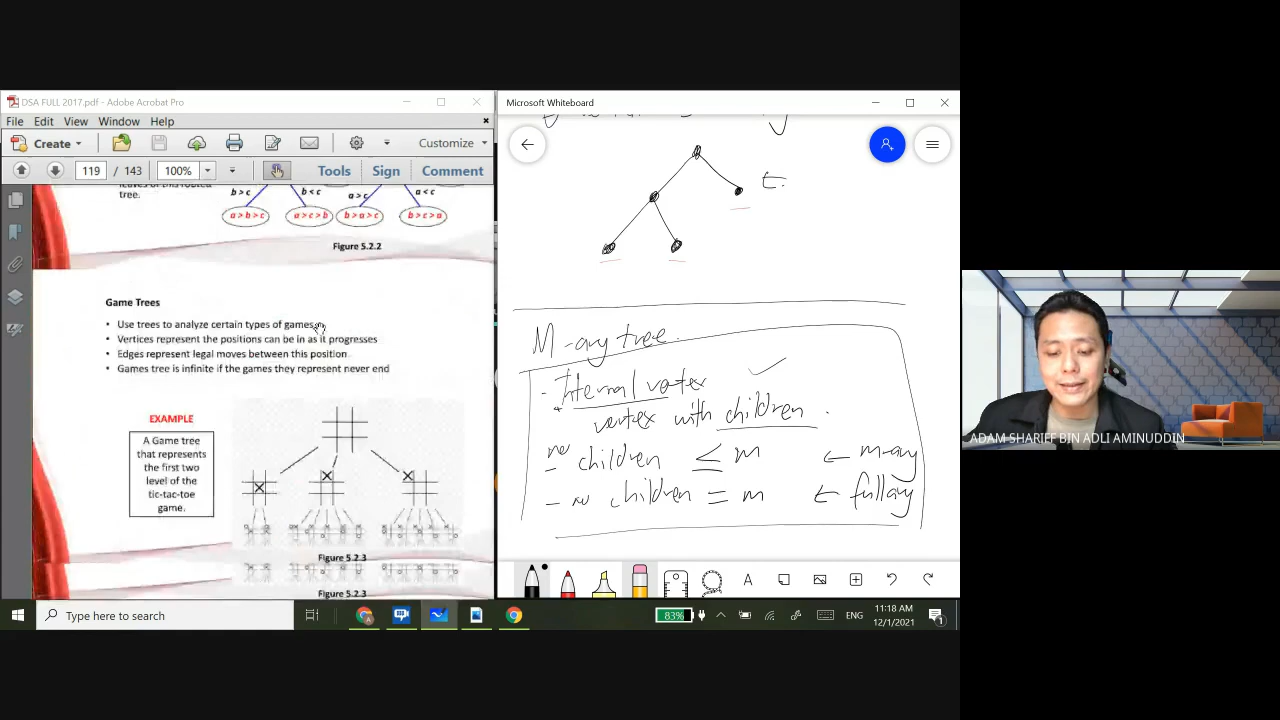 DSA FULL 2017.pdf - Adobe Acrobat Pro
File Edit View Window Help
Create
Customize
119 / 143
100%
Tools Sign Comment
leaves of this rooted
tree.
b > c b < c a > c a < c
a > b > c a > c > b b > a > c b > c > a
Figure 5.2.2
Game Trees
• Use trees to analyze certain types of games
• Vertices represent the positions can be in as it progresses
• Edges represent legal moves between this position
• Games tree is infinite if the games they represent never end
EXAMPLE
A Game tree
that represents
the first two
level of the
tic-tac-toe
game.
Figure 5.2.3
Figure 5.2.3
Microsoft Whiteboard
M-ary tree.
- Internal vertex
vertex with children.
no children ≤ m ← m-ary
- no children = m ← full ary
ADAM SHARIEF BIN ADLI AMINUDDIN
Type here to search
83%
ENG
11:18 AM
12/1/2021